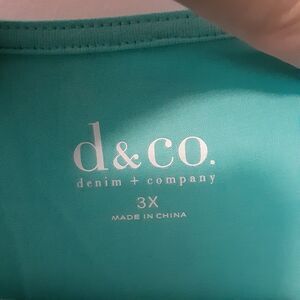 d&co.
denim + company
3X
MADE IN CHINA